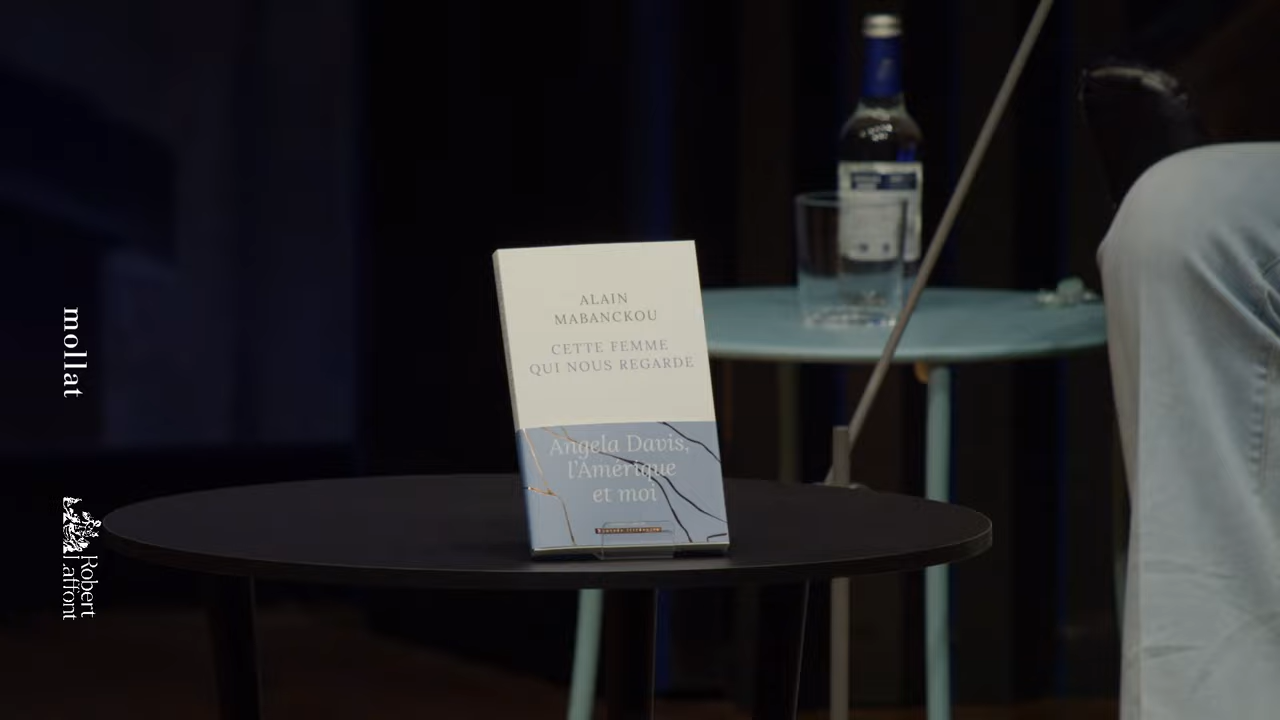 mollat
Robert
Laffont
ALAIN
MABANCKOU
CETTE FEMME
QUI NOUS REGARDE
Angela Davis,
l'Amérique
et moi